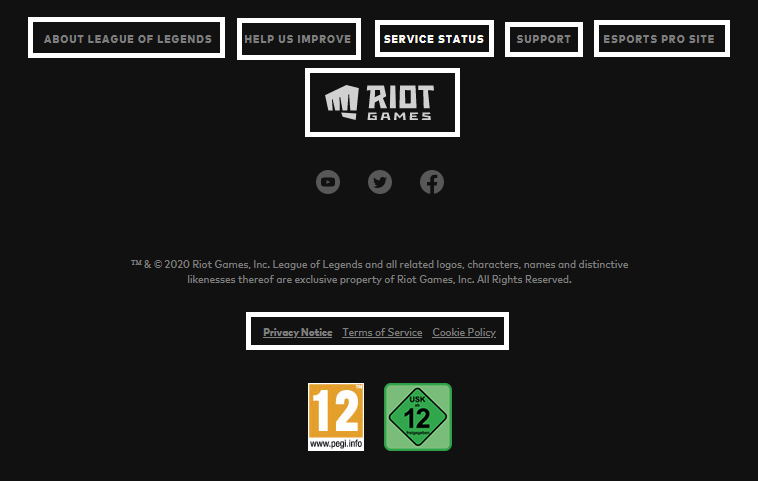 ABOUT LEAGUE OF LEGENDS HELP US IMPROVE SERVICE STATUS SUPPORT ESPORTS PRO SITE
RIOT
GAMES
™ & © 2020 Riot Games, Inc. League of Legends and all related logos, characters, names and distinctive
likenesses thereof are exclusive property of Riot Games, Inc. All Rights Reserved.
Privacy Notice Terms of Service Cookie Policy
12™
www.pegi.info
USK
ab
12
freigegeben